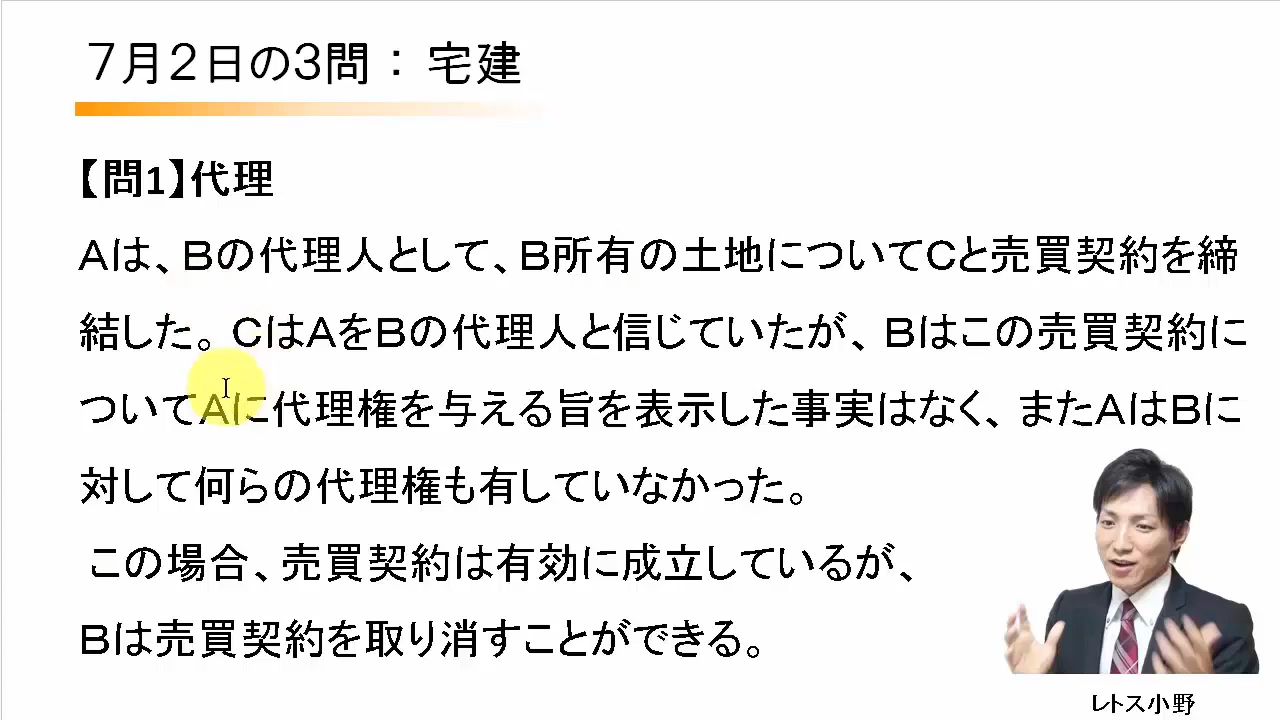 7月2日の3問：宅建
【問1】代理
Aは、Bの代理人として、B所有の土地についてCと売買契約を締
結した。CはAをBの代理人と信じていたが、Bはこの売買契約に
ついてAに代理権を与える旨を表示した事実はなく、またAはBに
対して何らの代理権も有していなかった。
この場合、売買契約は有効に成立しているが、
Bは売買契約を取り消すことができる。
レトス小野